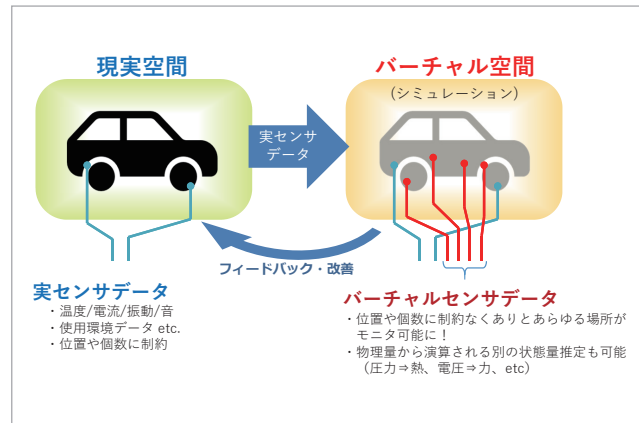 現実空間
バーチャル空間
(シミュレーション)
実センサ
データ
フィードバック・改善
実センサデータ
・温度/電流/振動/音
・使用環境データ etc.
・位置や個数に制約
バーチャルセンサデータ
・位置や個数に制約なくありとあらゆる場所が
モニタ可能に！
・物理量から演算される別の状態量推定も可能
（圧力⇒熱、電圧⇒力、etc）